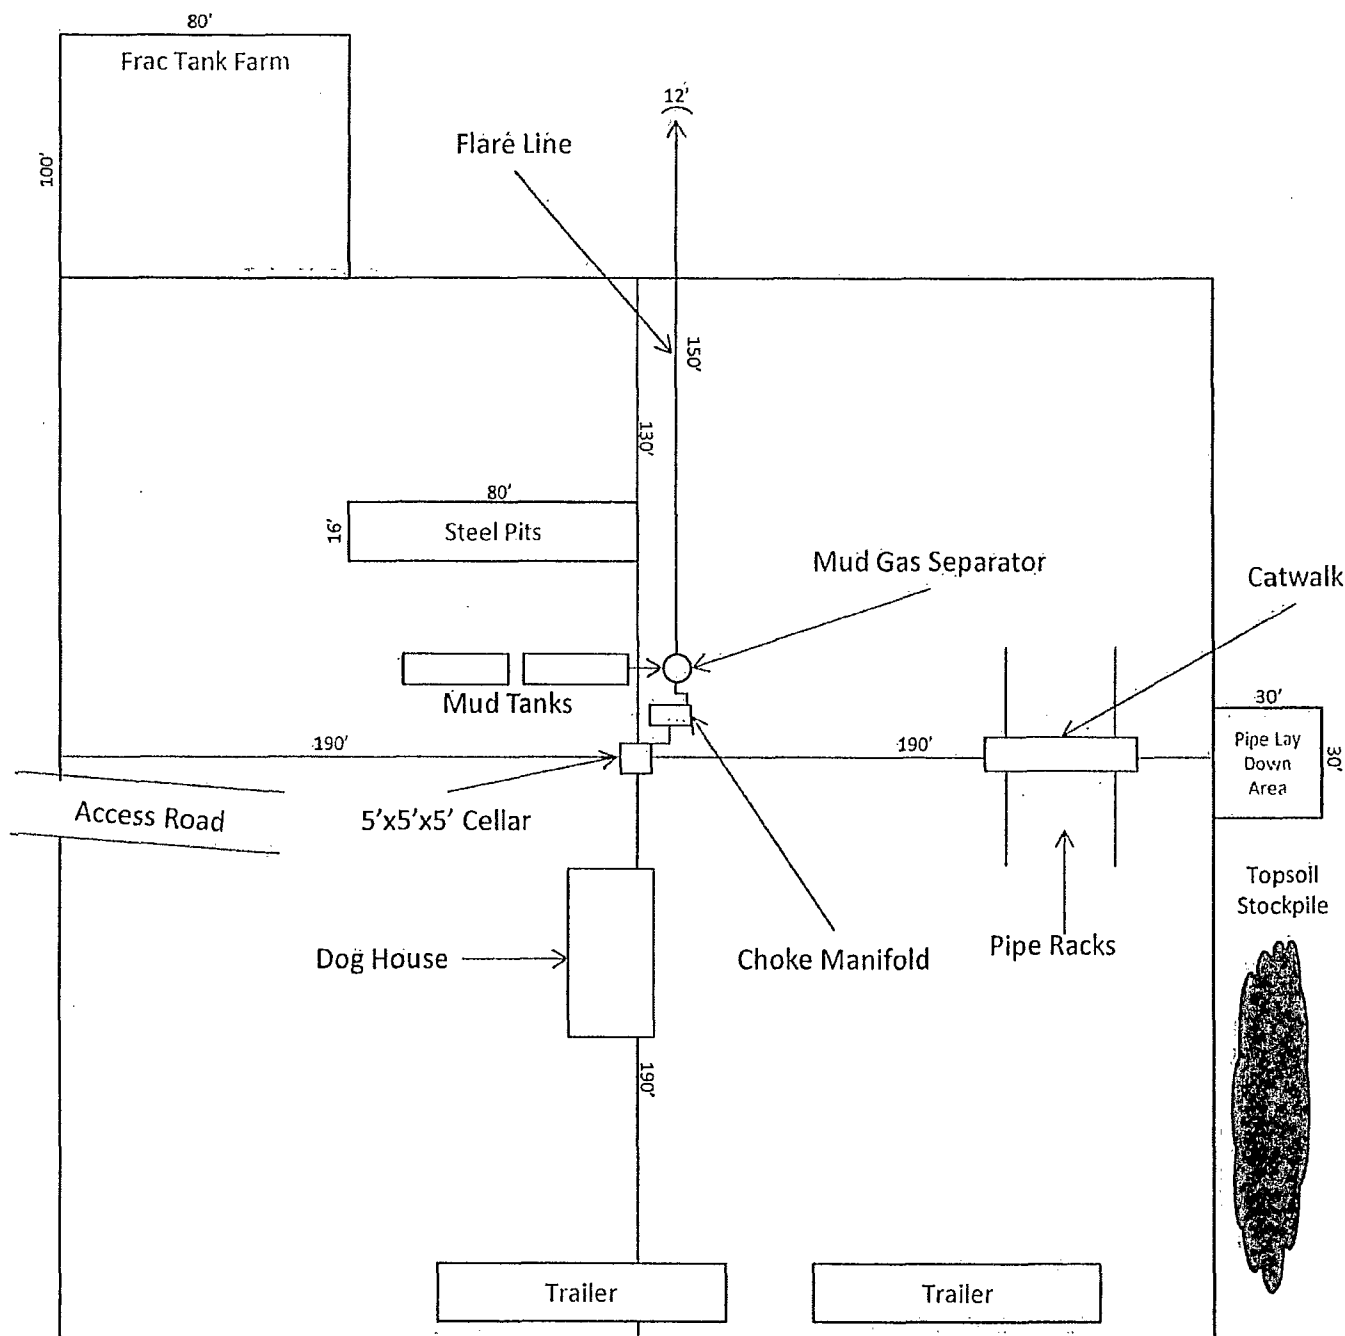 80'
Frac Tank Farm
100'
12'
Flare Line
150'
130'
80'
16'
Steel Pits
Mud Gas Separator
Catwalk
Mud Tanks
30'
190'
190'
Pipe Lay
Down
Area
30'
Access Road
5'x5'x5' Cellar
Topsoil
Stockpile
Dog House
Choke Manifold
Pipe Racks
190'
Trailer
Trailer